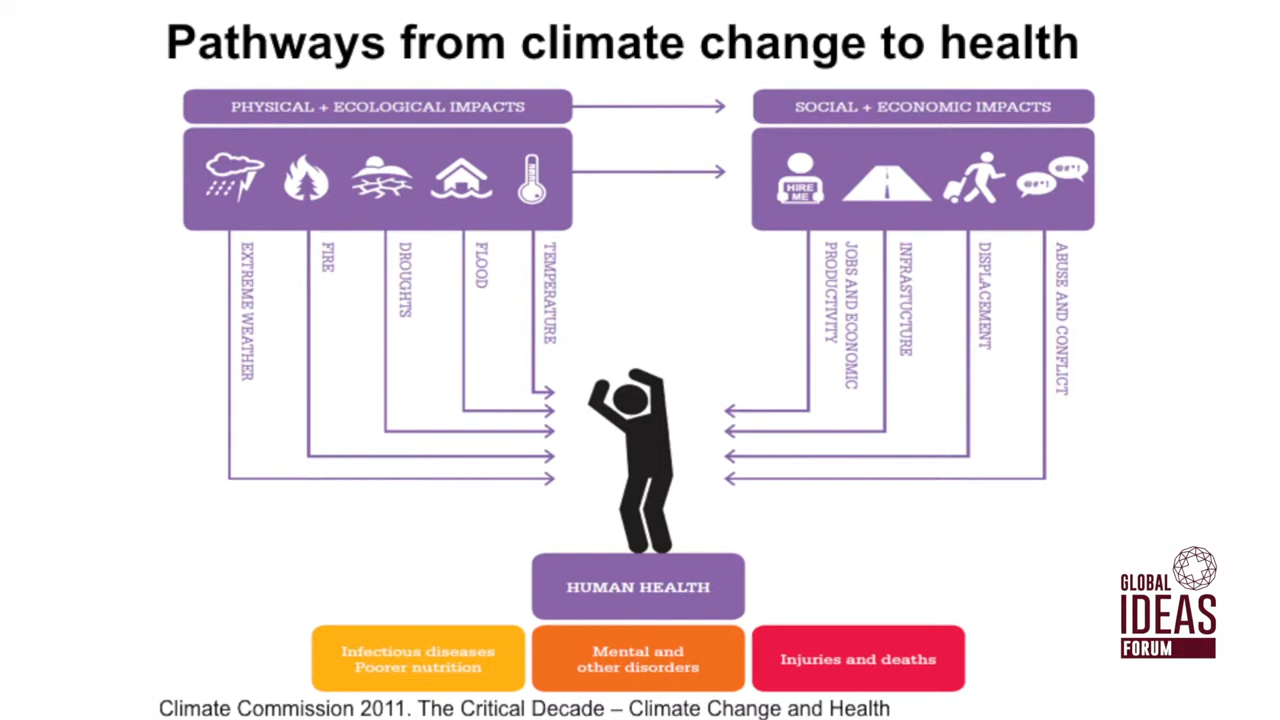 Pathways from climate change to health
PHYSICAL + ECOLOGICAL IMPACTS
SOCIAL + ECONOMIC IMPACTS
HIRE
ME
@#*!
@#*!
EXTREME WEATHER
FIRE
DROUGHTS
FLOOD
TEMPERATURE
JOBS AND ECONOMIC
PRODUCTIVITY
INFRASTUCTURE
DISPLACEMENT
ABUSE AND CONFLICT
HUMAN HEALTH
Infectious diseases
Poorer nutrition
Mental and
other disorders
Injuries and deaths
GLOBAL
IDEAS
FORUM
Climate Commission 2011. The Critical Decade – Climate Change and Health